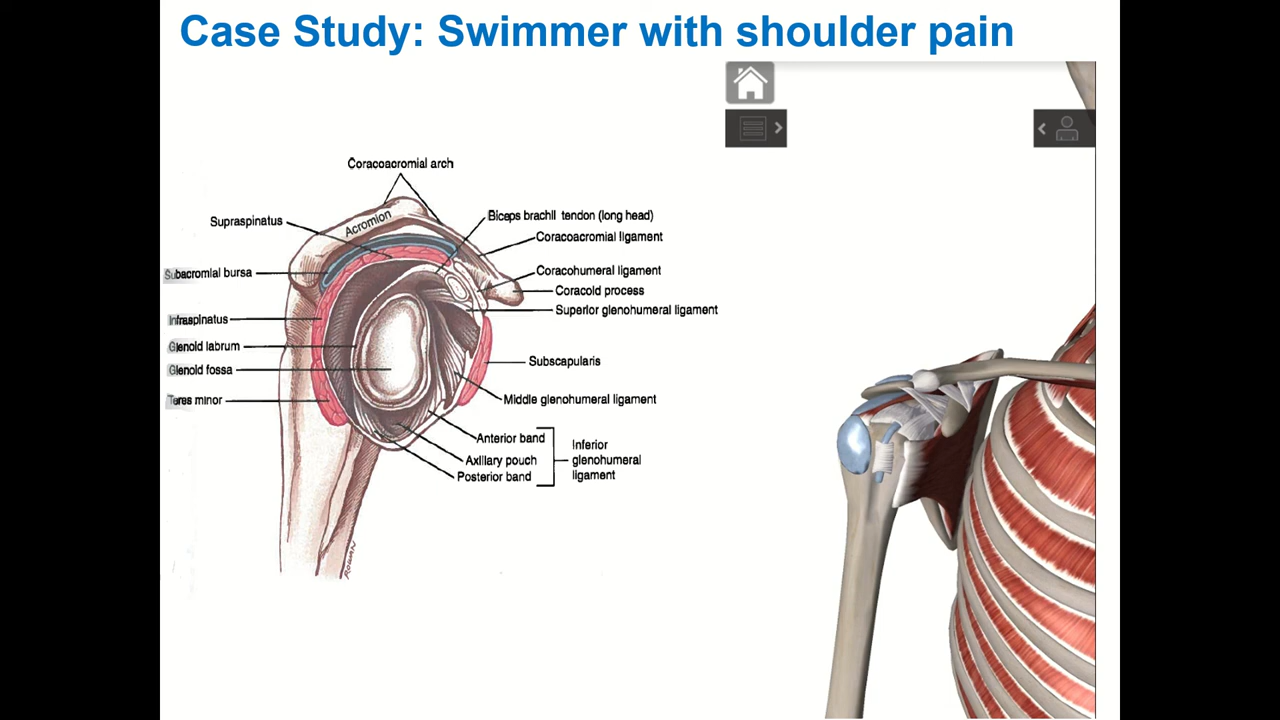 Case Study: Swimmer with shoulder pain
Coracoacromial arch
Supraspinatus
Acromion
Biceps brachii tendon (long head)
Coracoacromial ligament
Subacromial bursa
Coracohumeral ligament
Coracoid process
Superior glenohumeral ligament
Infraspinatus
Glenoid labrum
Glenoid fossa
Subscapularis
Teres minor
Middle glenohumeral ligament
Anterior band
Axillary pouch
Posterior band
Inferior
glenohumeral
ligament
ROWAN